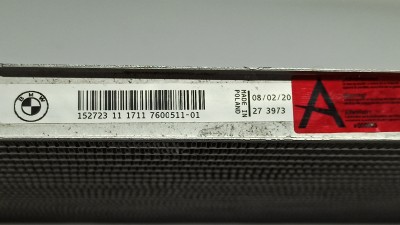 BMW
152723 11 1711 7600511-01
MADE IN
POLAND
08/02/20
27 3973
A